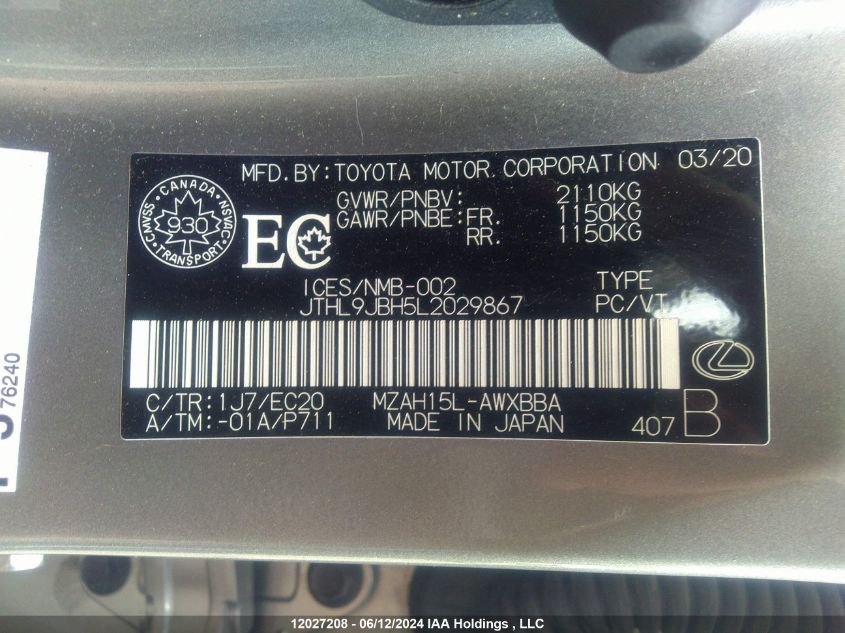 MFD.BY:TOYOTA MOTOR CORPORATION 03/20
GVWR/PNBV: 2110KG
GAWR/PNBE:FR. 1150KG
RR. 1150KG
CANADA
CMVSS NSVAC
930
TRANSPORT
EC
ICES/NMB-002 TYPE
JTHL9JBH5L2029867 PC/VT
C/TR:1J7/EC20 MZAH15L-AWXBBA
A/TM:-01A/P711 MADE IN JAPAN 407 B
76240
12027208 - 06/12/2024 IAA Holdings , LLC